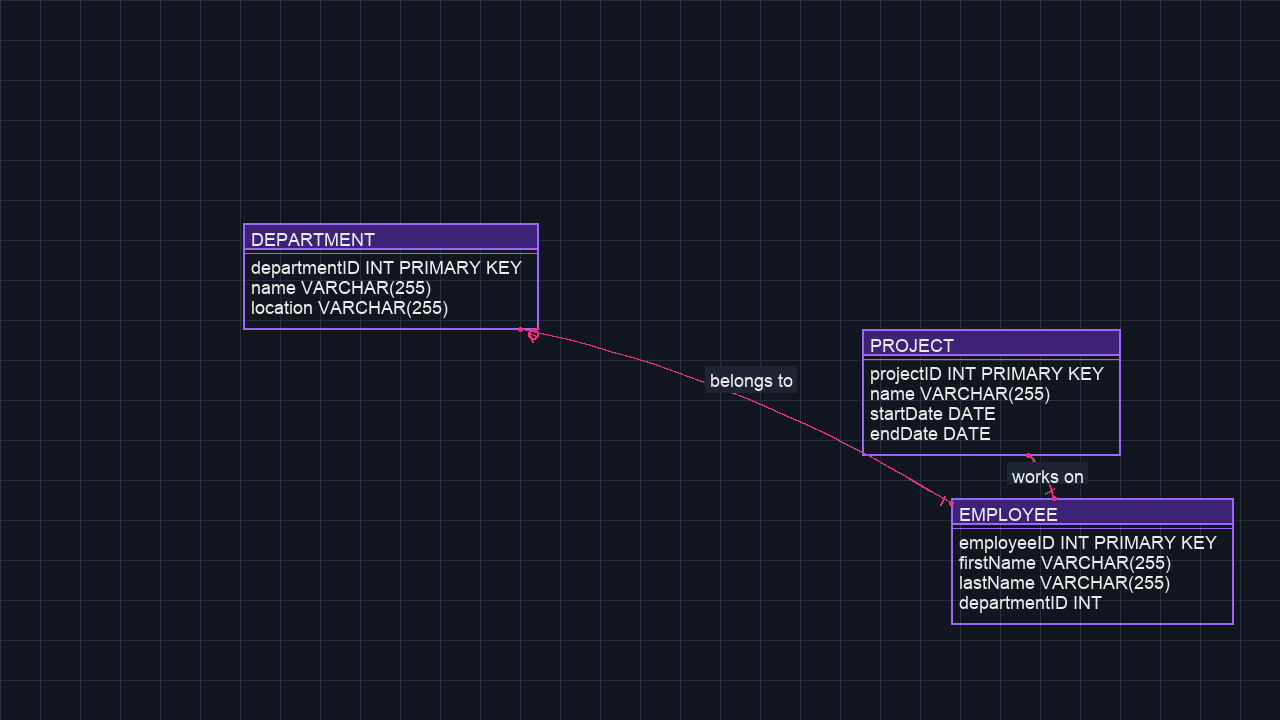 DEPARTMENT
departmentID INT PRIMARY KEY
name VARCHAR(255)
location VARCHAR(255)
belongs to
PROJECT
projectID INT PRIMARY KEY
name VARCHAR(255)
startDate DATE
endDate DATE
works on
EMPLOYEE
employeeID INT PRIMARY KEY
firstName VARCHAR(255)
lastName VARCHAR(255)
departmentID INT